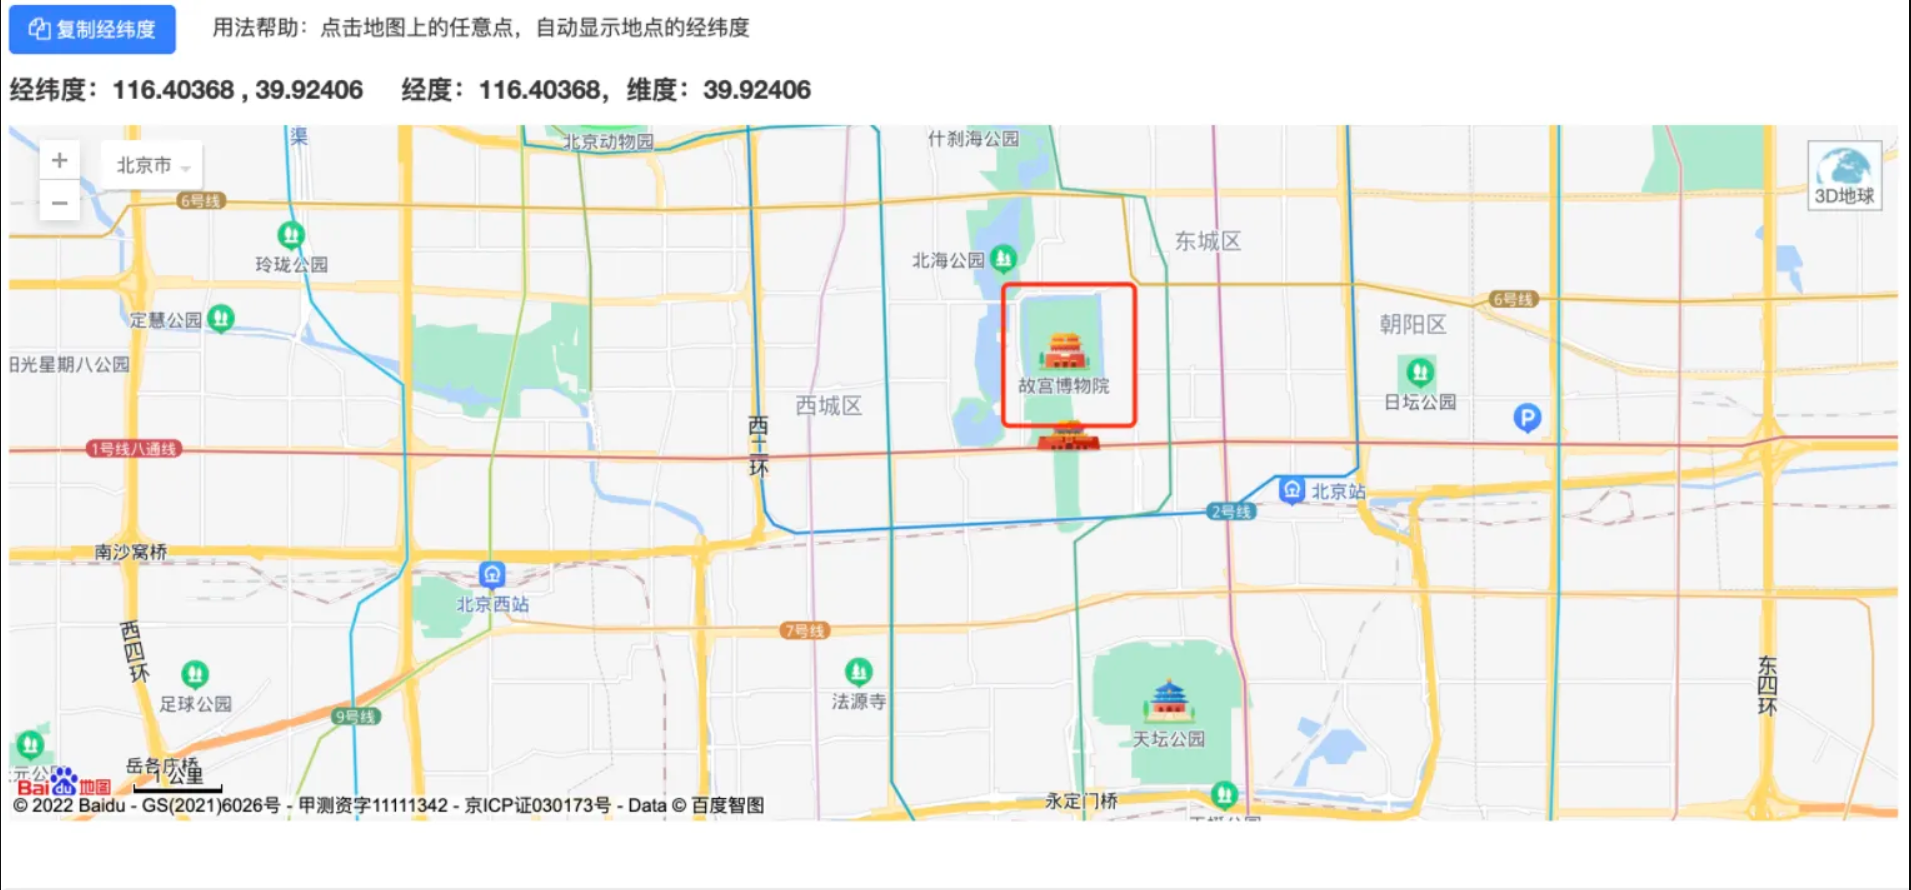 复制经纬度 用法帮助：点击地图上的任意点，自动显示地点的经纬度
经纬度：116.40368 , 39.92406 经度：116.40368，维度：39.92406
渠
北京动物园
什刹海公园
+
北京市
−
3D地球
6号线
东城区
玲珑公园
北海公园
6号线
定慧公园
朝阳区
阳光星期八公园
故宫博物院
西城区
日坛公园
P
西二环
1号线八通线
北京站
2号线
南沙窝桥
北京西站
7号线
西四环
足球公园
法源寺
东四环
9号线
天坛公园
岳各庄桥
元公
1 公里
Bai du 地图
永定门桥
© 2022 Baidu - GS(2021)6026号 - 甲测资字11111342 - 京ICP证030173号 - Data © 百度智图